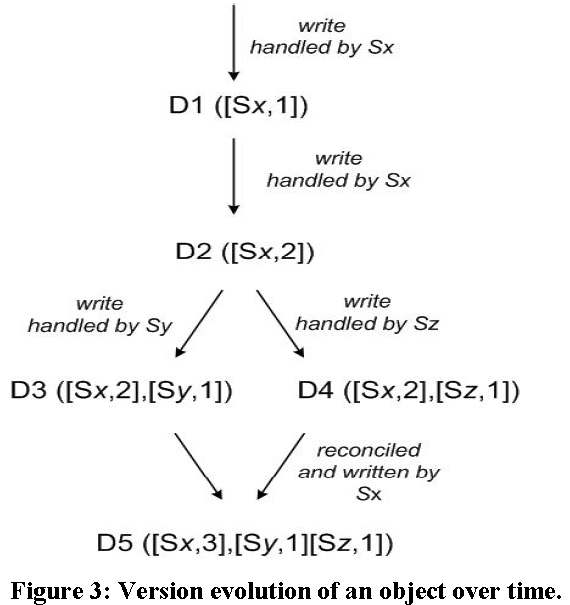 write
handled by Sx
D1 ([Sx,1])
write
handled by Sx
D2 ([Sx,2])
write
handled by Sy
write
handled by Sz
D3 ([Sx,2],[Sy,1])
D4 ([Sx,2],[Sz,1])
reconciled
and written by
Sx
D5 ([Sx,3],[Sy,1][Sz,1])
Figure 3: Version evolution of an object over time.